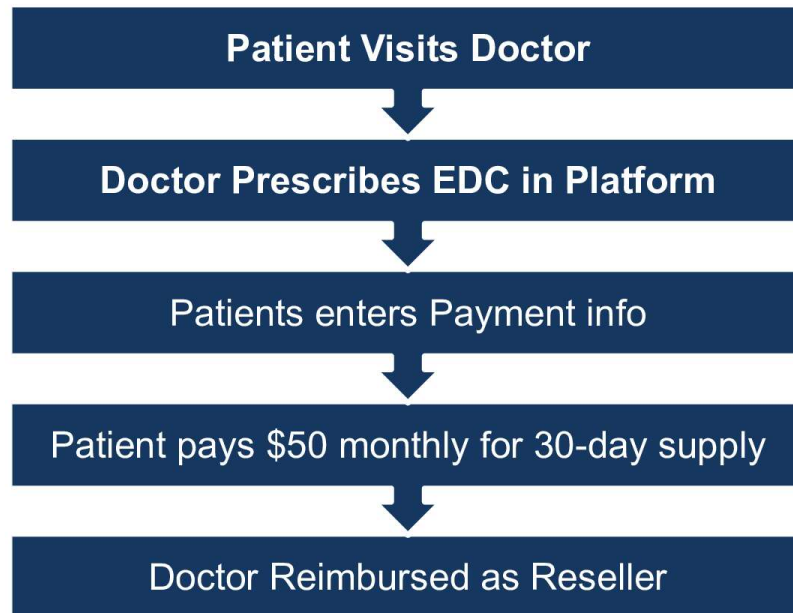 Patient Visits Doctor
Doctor Prescribes EDC in Platform
Patients enters Payment info
Patient pays $50 monthly for 30-day supply
Doctor Reimbursed as Reseller